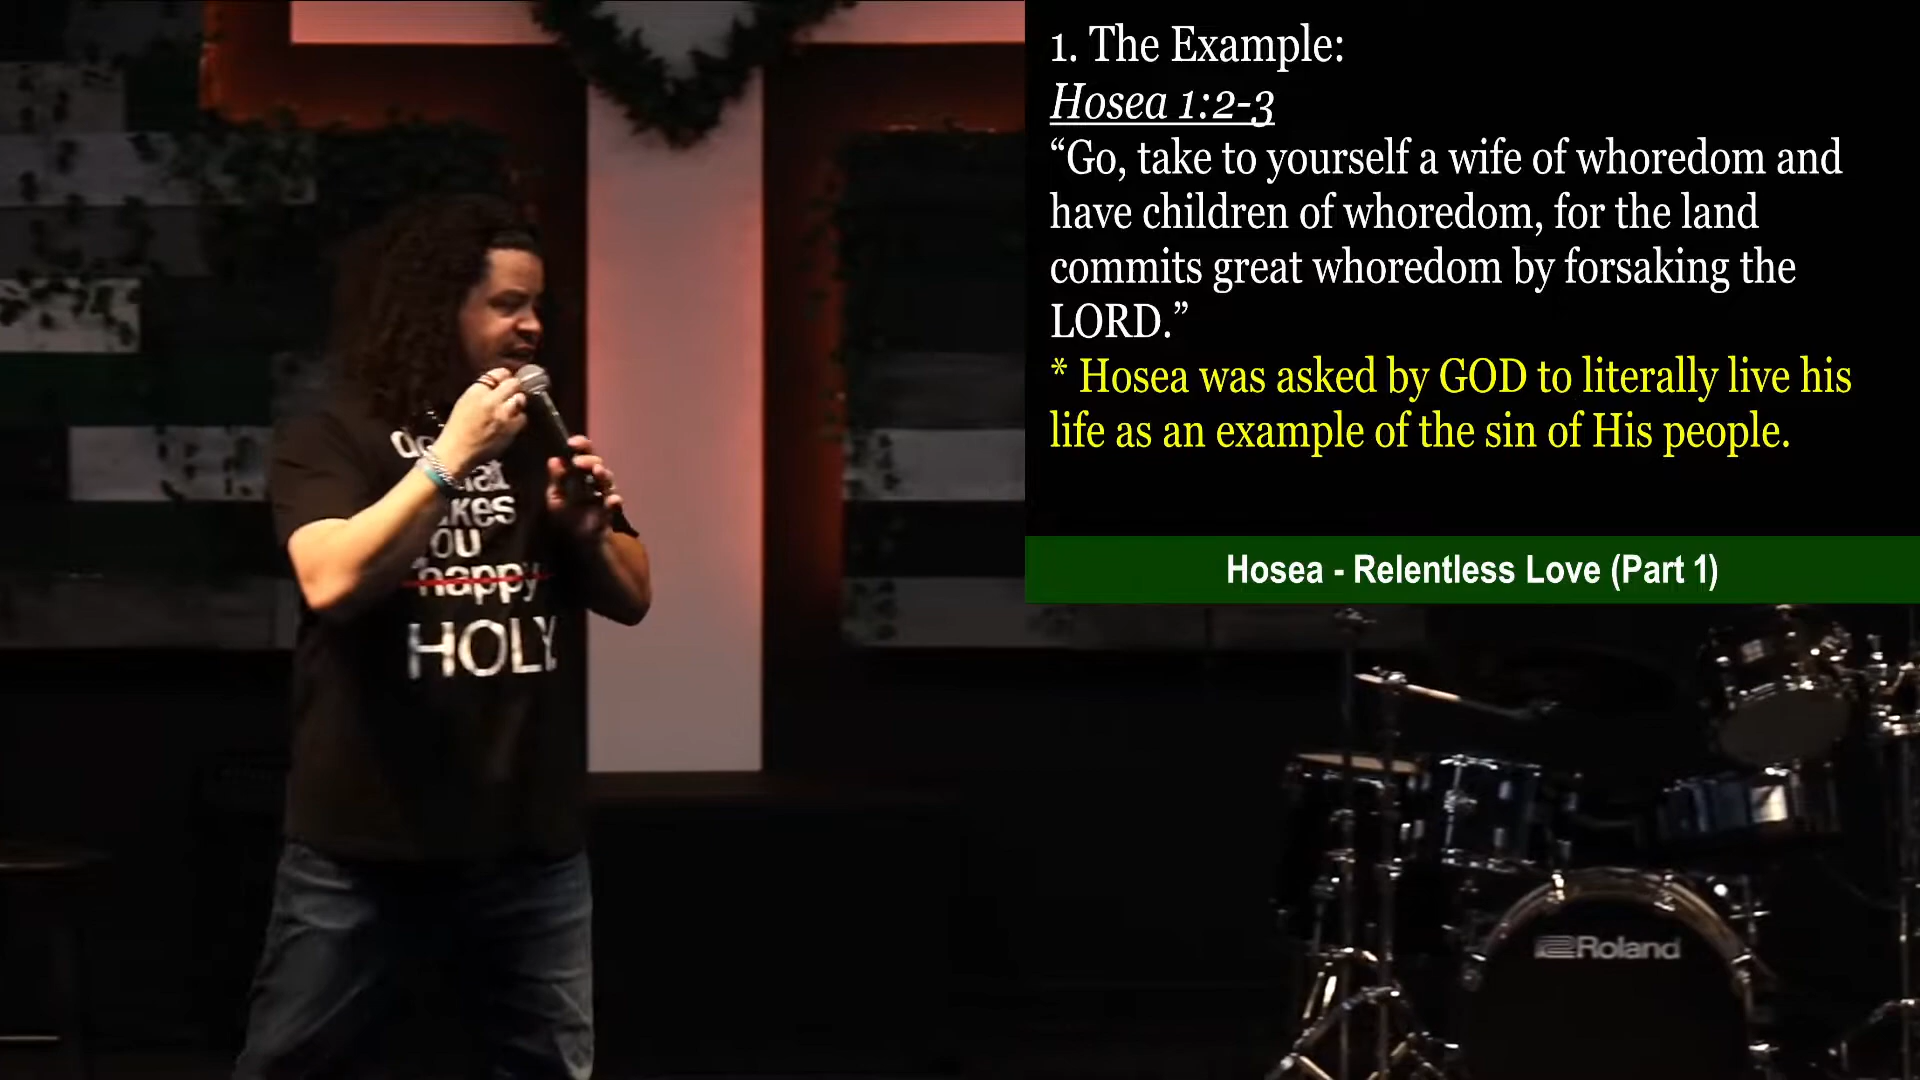 1. The Example:
Hosea 1:2-3
“Go, take to yourself a wife of whoredom and
have children of whoredom, for the land
commits great whoredom by forsaking the
LORD.”
* Hosea was asked by GOD to literally live his
life as an example of the sin of His people.
Hosea - Relentless Love (Part 1)
happy
HOLY
Roland